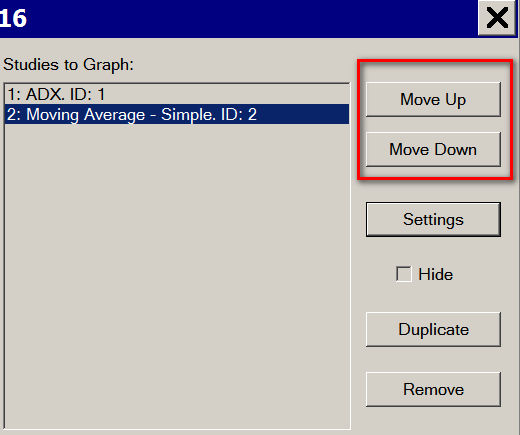 16
Studies to Graph:
1: ADX. ID: 1
2: Moving Average - Simple. ID: 2
Move Up
Move Down
Settings
Hide
Duplicate
Remove